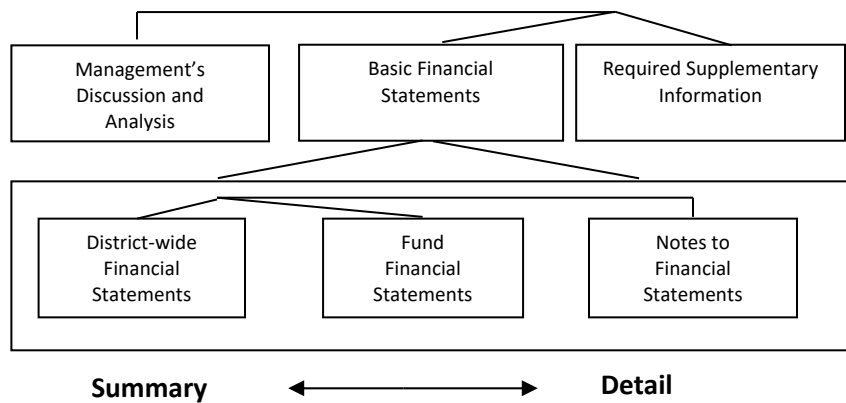 Management's
Discussion and
Analysis
Basic Financial
Statements
Required Supplementary
Information
District-wide
Financial
Statements
Fund
Financial
Statements
Notes to
Financial
Statements
Summary
Detail